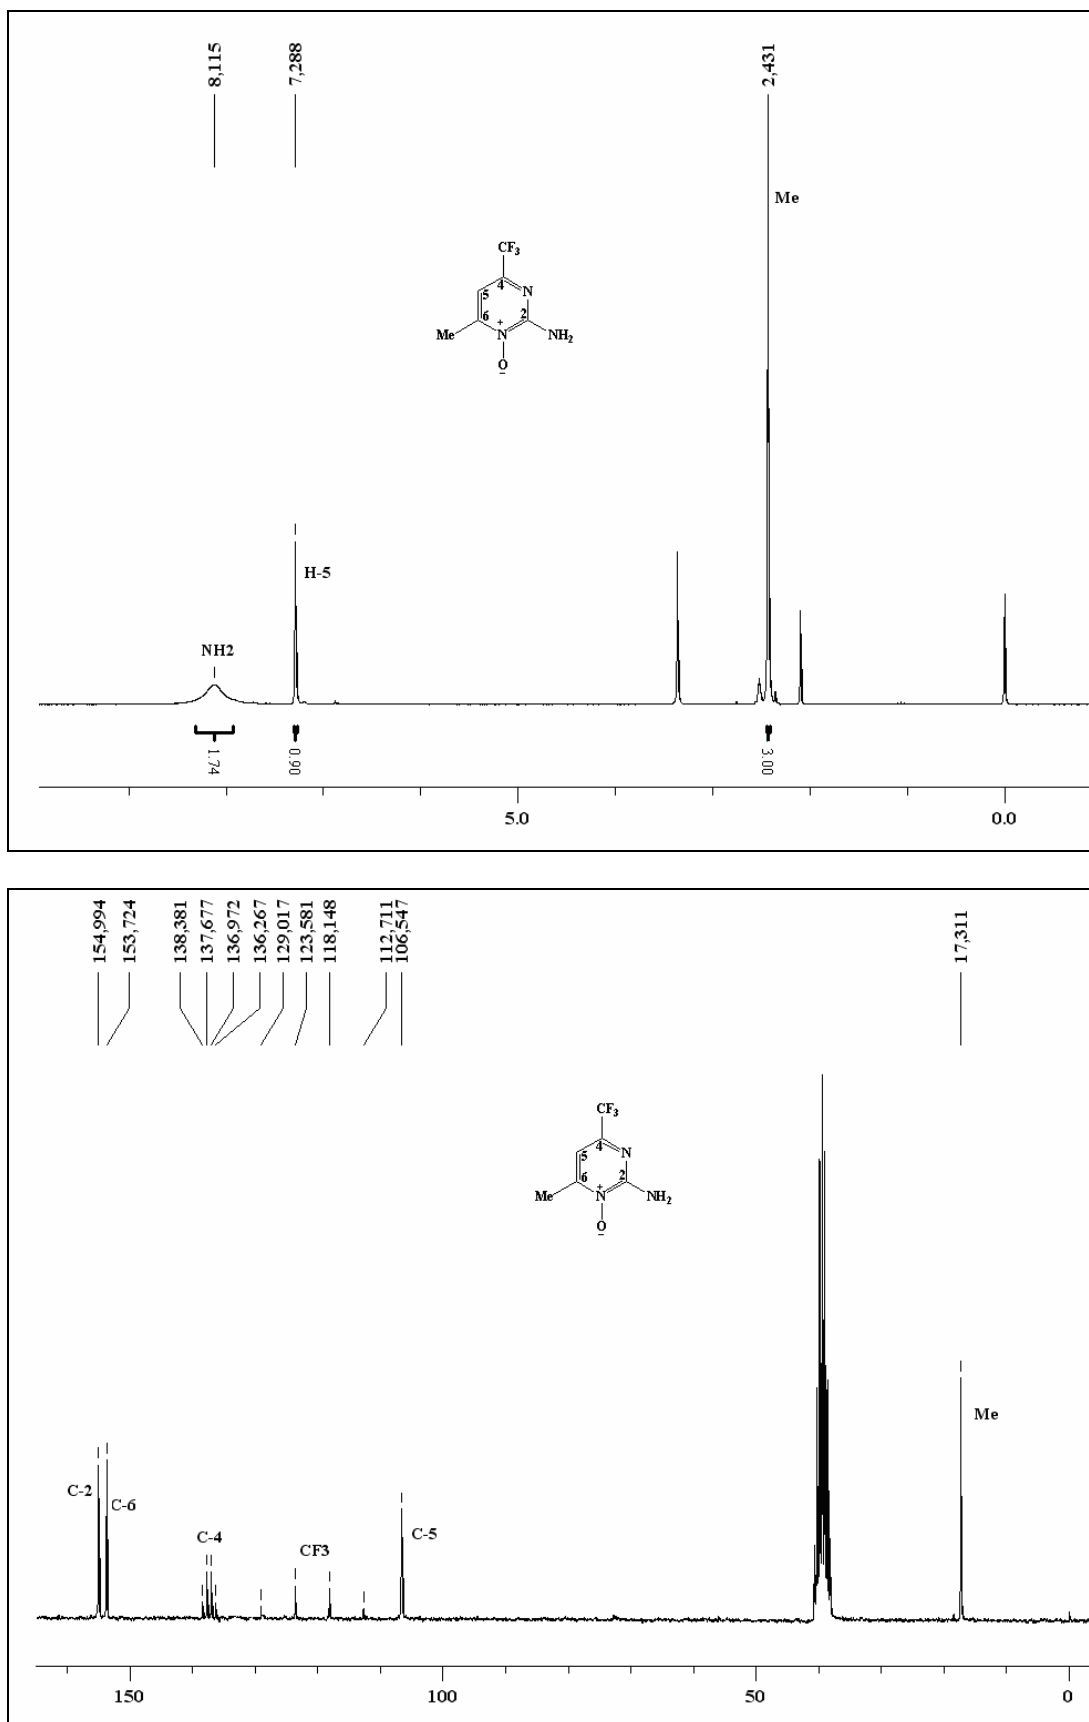 8,115
7,288
2,431
Me
CF3
4
N
5
6
2
Me
N
+
NH2
O
−
H-5
NH2
1.74
0.90
3.00
5.0
0.0
154,994
153,724
138,381
137,677
136,972
136,267
129,017
123,581
118,148
112,711
106,547
17,311
CF3
4
N
5
6
2
Me
N
+
NH2
O
−
Me
C-2
C-6
C-4
CF3
C-5
150
100
50
0